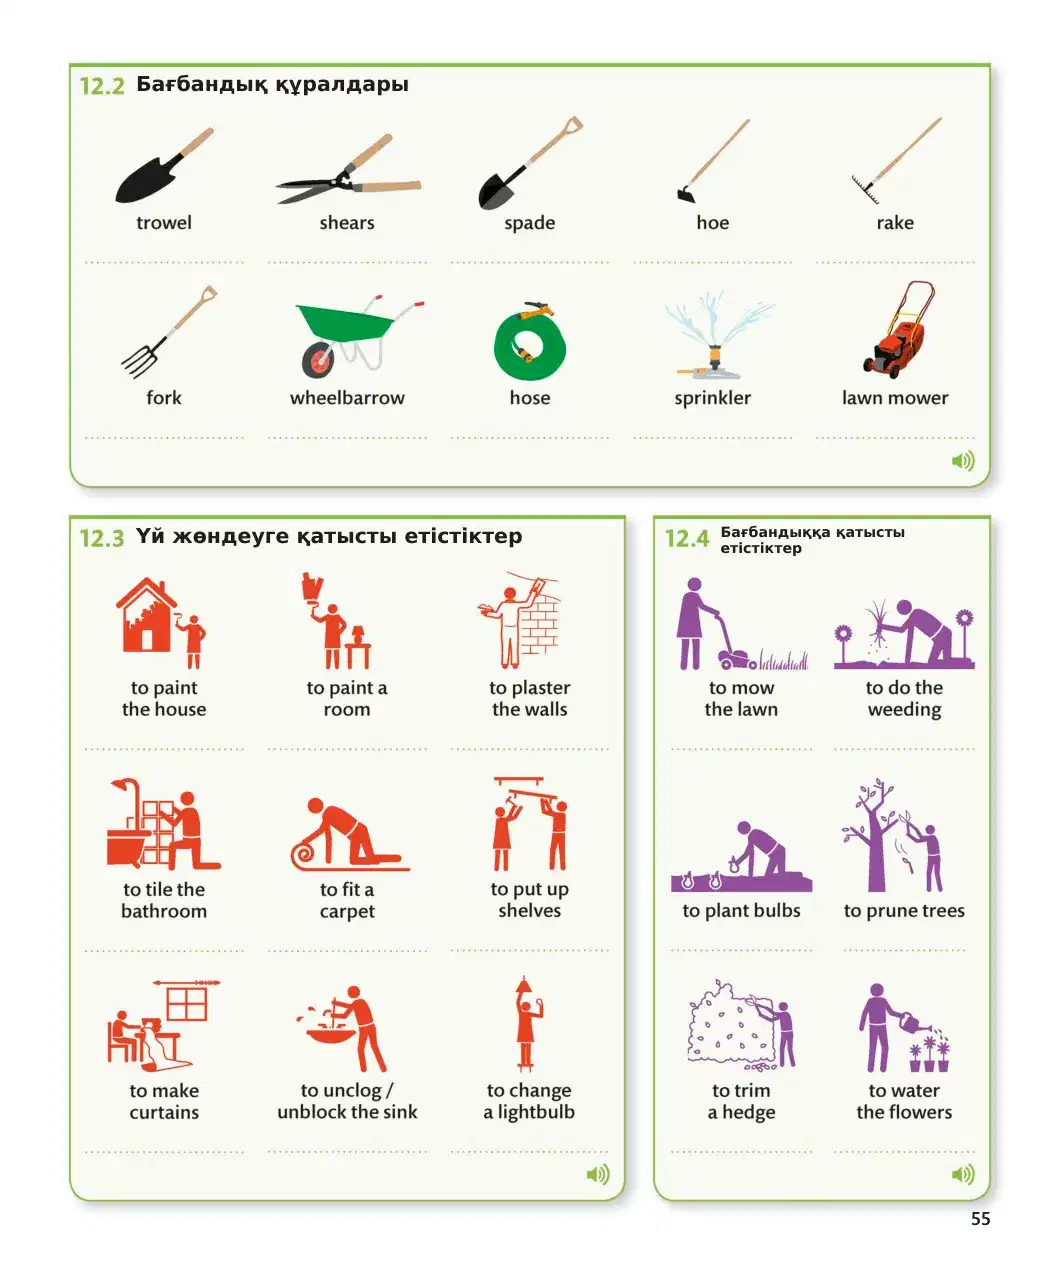 12.2 Бағбандық құралдары
trowel
shears
spade
hoe
rake
fork
wheelbarrow
hose
sprinkler
lawn mower
12.3 Үй жөндеуге қатысты етістіктер
to paint
the house
to paint a
room
to plaster
the walls
to tile the
bathroom
to fit a
carpet
to put up
shelves
to make
curtains
to unclog /
unblock the sink
to change
a lightbulb
12.4 Бағбандыққа қатысты
етістіктер
to mow
the lawn
to do the
weeding
to plant bulbs
to prune trees
to trim
a hedge
to water
the flowers
55